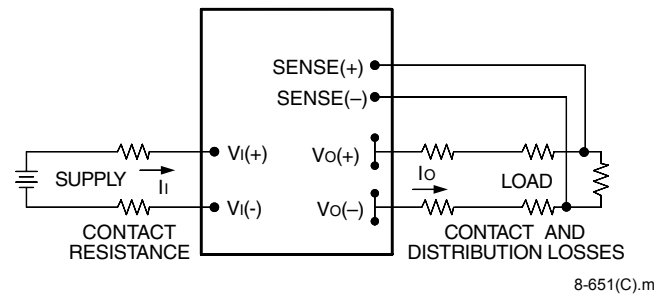 SENSE(+)
SENSE(–)
VI(+)
VO(+)
IO
SUPPLY
II
LOAD
VI(-)
VO(–)
CONTACT
RESISTANCE
CONTACT AND
DISTRIBUTION LOSSES
8-651(C).m